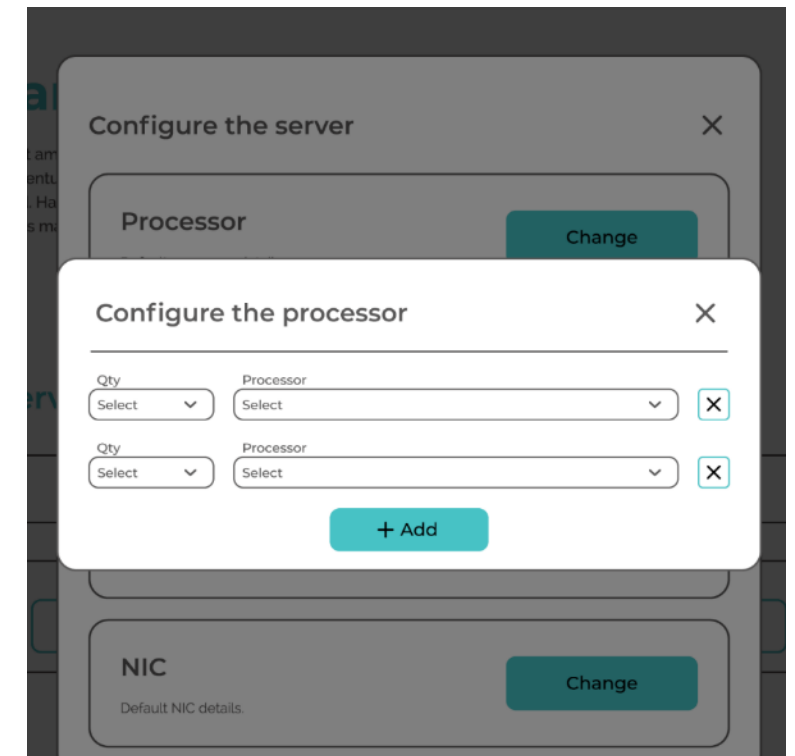 Configure the server
Processor
Change
Configure the processor
Qty
Processor
Select
Select
Qty
Processor
Select
Select
+ Add
NIC
Change
Default NIC details.